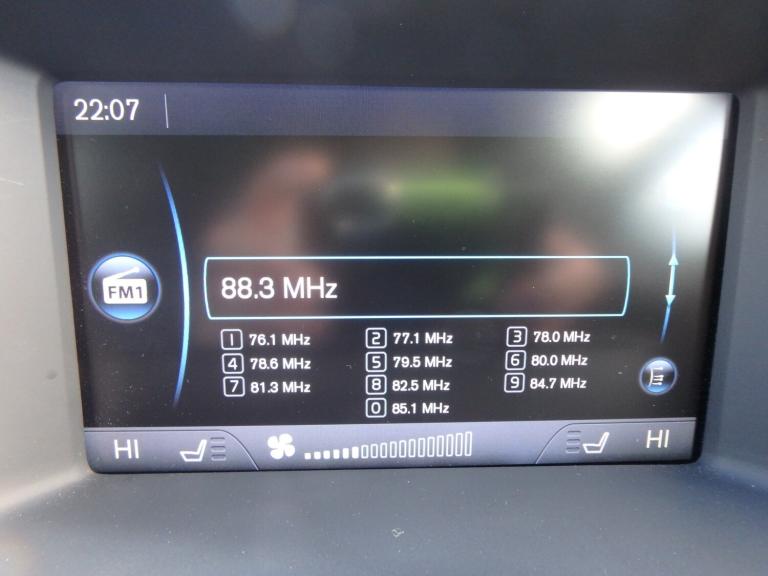 22:07
FM1
88.3 MHz
1 76.1 MHz 2 77.1 MHz 3 78.0 MHz
4 78.6 MHz 5 79.5 MHz 6 80.0 MHz
7 81.3 MHz 8 82.5 MHz 9 84.7 MHz
0 85.1 MHz
HI HI